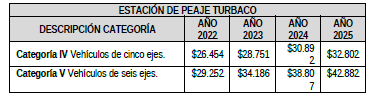 ESTACIÓN DE PEAJE TURBACO
DESCRIPCIÓN CATEGORÍA AÑO 2022 AÑO 2023 AÑO 2024 AÑO 2025
Categoría IV Vehículos de cinco ejes. $26.454 $28.751 $30.892 $32.802
Categoría V Vehículos de seis ejes. $29.252 $34.186 $38.807 $42.882